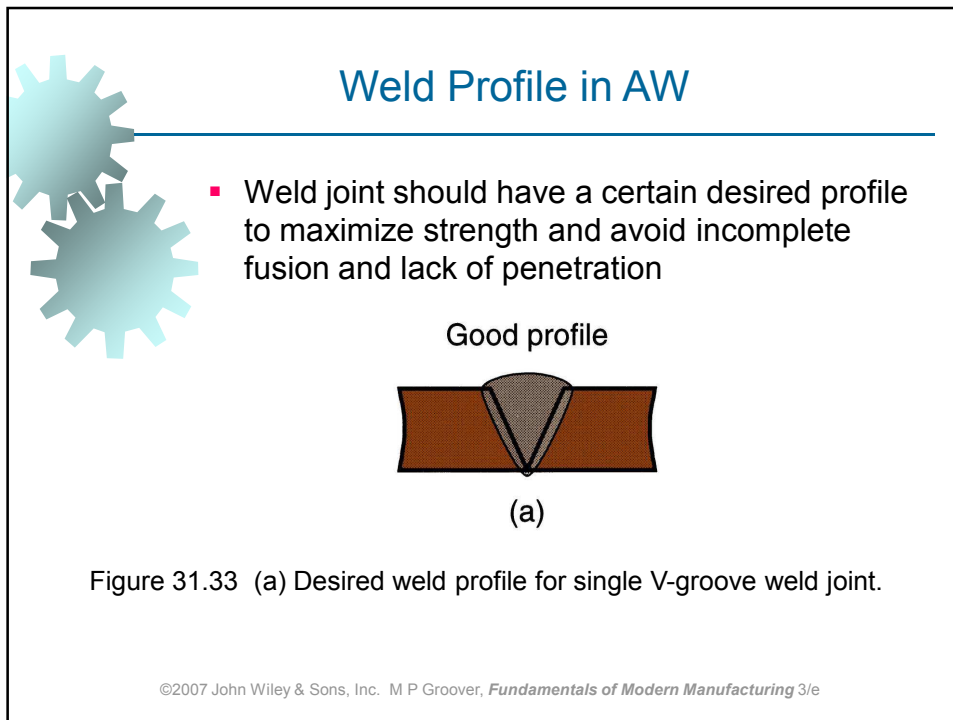 Weld Profile in AW
▪ Weld joint should have a certain desired profile
to maximize strength and avoid incomplete
fusion and lack of penetration
Good profile
(a)
Figure 31.33 (a) Desired weld profile for single V-groove weld joint.
©2007 John Wiley & Sons, Inc. M P Groover, Fundamentals of Modern Manufacturing 3/e